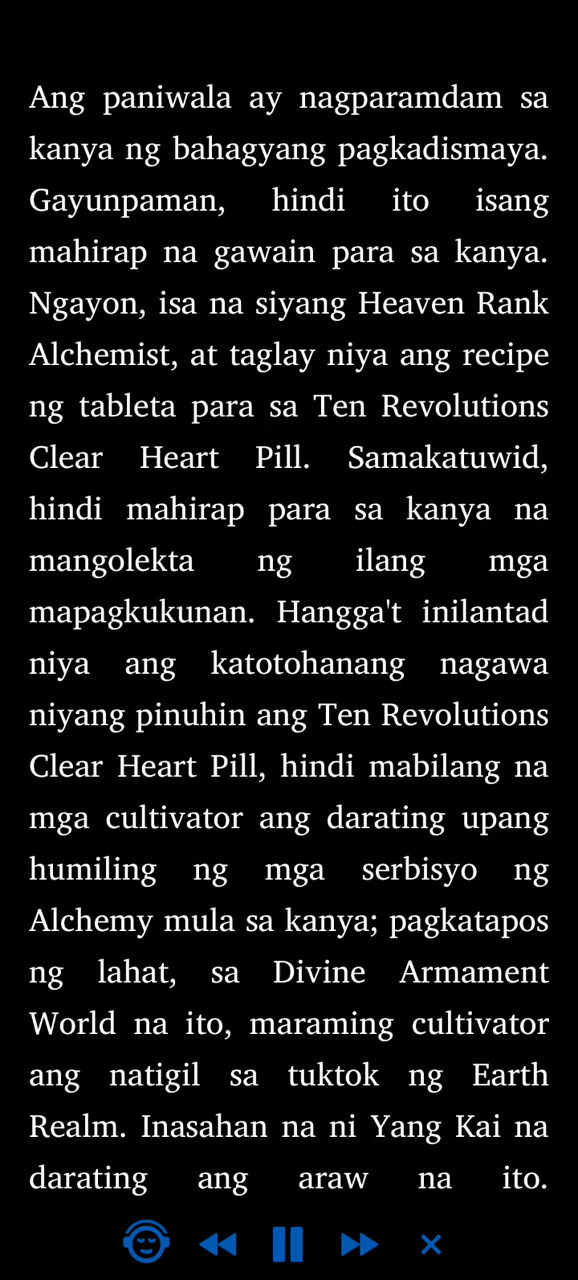 Ang paniwala ay nagparamdam sa
kanya ng bahagyang pagkadismaya.
Gayunpaman, hindi ito isang
mahirap na gawain para sa kanya.
Ngayon, isa na siyang Heaven Rank
Alchemist, at taglay niya ang recipe
ng tableta para sa Ten Revolutions
Clear Heart Pill. Samakatuwid,
hindi mahirap para sa kanya na
mangolekta ng ilang mga
mapagkukunan. Hangga't inilantad
niya ang katotohanang nagawa
niyang pinuhin ang Ten Revolutions
Clear Heart Pill, hindi mabilang na
mga cultivator ang darating upang
humiling ng mga serbisyo ng
Alchemy mula sa kanya; pagkatapos
ng lahat, sa Divine Armament
World na ito, maraming cultivator
ang natigil sa tuktok ng Earth
Realm. Inasahan na ni Yang Kai na
darating ang araw na ito.